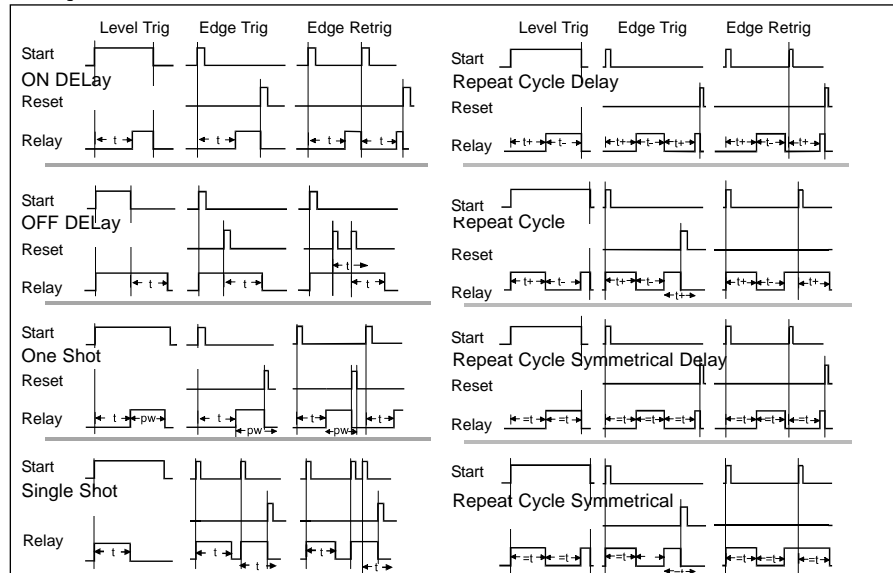 Level Trig Edge Trig Edge Retrig
Start
ON DELay
Reset
Relay
t t t t
Start
OFF DELay
Reset
Relay
t t t t
Start
One Shot
Reset
Relay
t pw t pw t pw t
Start
Single Shot
Relay
t t t t t
Level Trig Edge Trig Edge Retrig
Start
Repeat Cycle Delay
Reset
Relay
t+ t- t+ t- t+ t+ t- t+
Start
Repeat Cycle
Reset
Relay
t+ t- t+ t- t+ t+ t- t+
Start
Repeat Cycle Symmetrical Delay
Reset
Relay
=t =t =t =t =t =t =t =t
Start
Repeat Cycle Symmetrical
=t =t =t =t =t =t =t